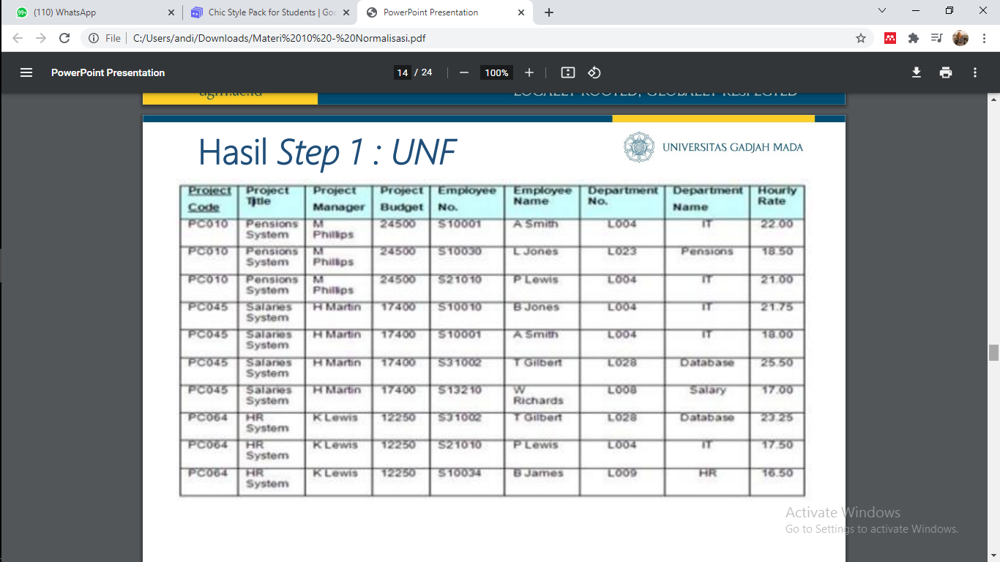 99+ (110) WhatsApp
Chic Style Pack for Students | Goo
PowerPoint Presentation
File C:/Users/andi/Downloads/Materi%2010%20-%20Normalisasi.pdf
PowerPoint Presentation 14 / 24 100%
ugm.ac.id LOCALLY ROOTED, GLOBALLY RESPECTED
Hasil Step 1 : UNF
UNIVERSITAS GADJAH MADA
Project Code Project Title Project Manager Project Budget Employee No. Employee Name Department No. Department Name Hourly Rate
PC010 Pensions System M Phillips 24500 S10001 A Smith L004 IT 22.00
PC010 Pensions System M Phillips 24500 S10030 L Jones L023 Pensions 18.50
PC010 Pensions System M Phillips 24500 S21010 P Lewis L004 IT 21.00
PC045 Salaries System H Martin 17400 S10010 B Jones L004 IT 21.75
PC045 Salaries System H Martin 17400 S10001 A Smith L004 IT 18.00
PC045 Salaries System H Martin 17400 S31002 T Gilbert L028 Database 25.50
PC045 Salaries System H Martin 17400 S13210 W Richards L008 Salary 17.00
PC064 HR System K Lewis 12250 S31002 T Gilbert L028 Database 23.25
PC064 HR System K Lewis 12250 S21010 P Lewis L004 IT 17.50
PC064 HR System K Lewis 12250 S10034 B James L009 HR 16.50
Activate Windows
Go to Settings to activate Windows.